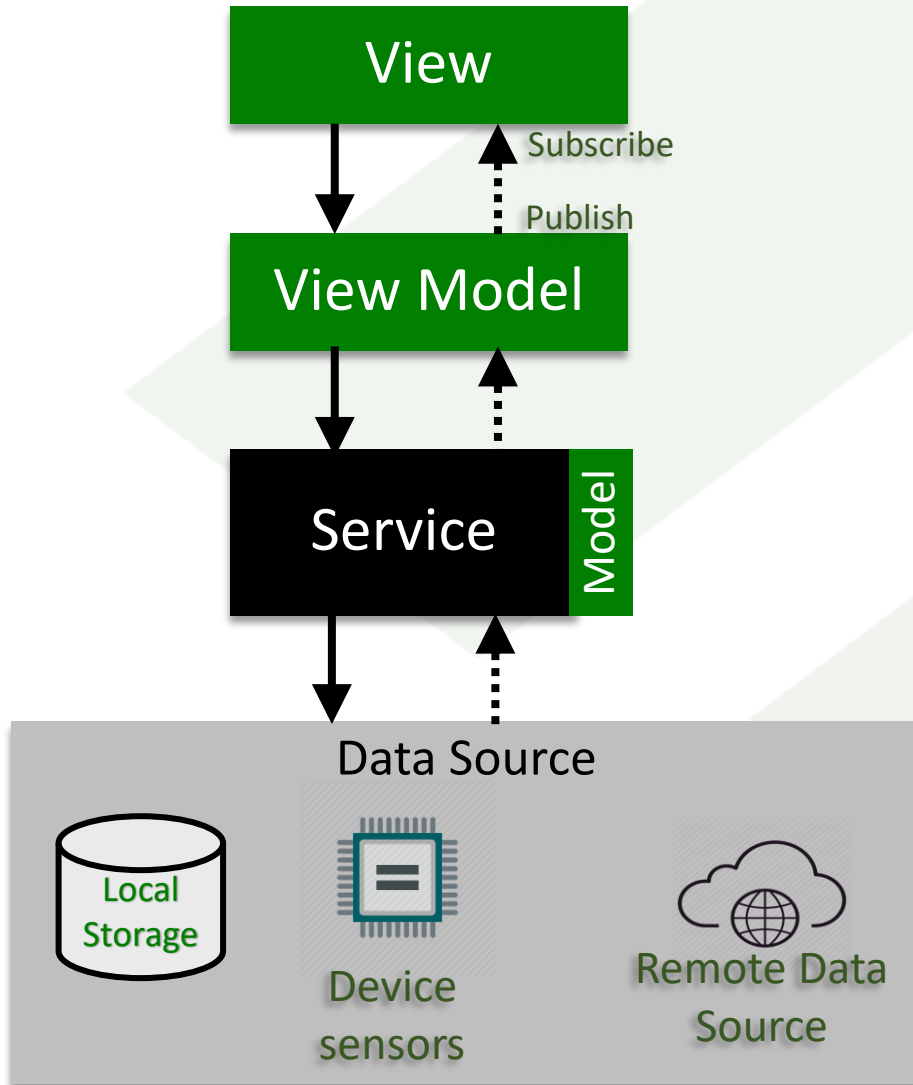 View
Subscribe
Publish
View Model
Service
Model
Data Source
Local
Storage
Device
sensors
Remote Data
Source